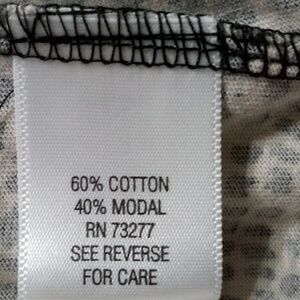 60% COTTON
40% MODAL
RN 73277
SEE REVERSE
FOR CARE